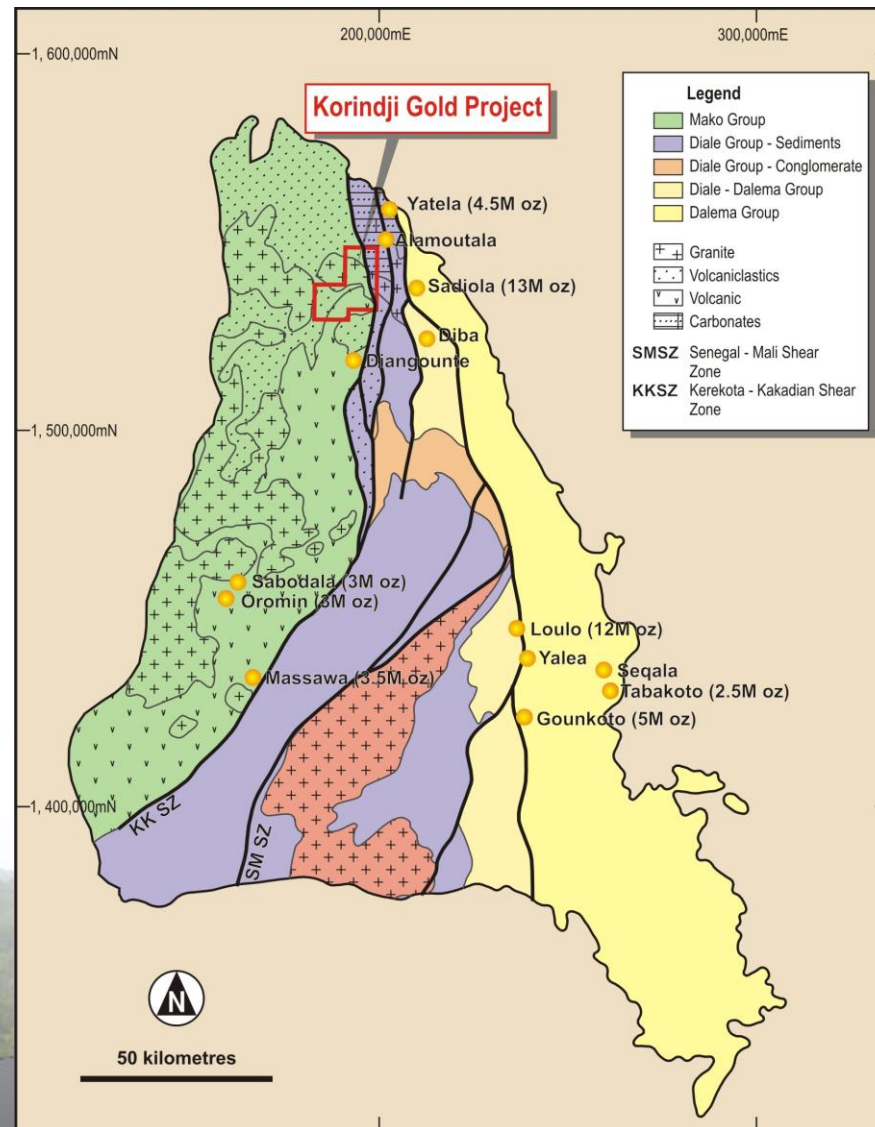 200,000mE
300,000mE
1, 600,000mN
Korindji Gold Project
Legend
Mako Group
Diale Group - Sediments
Diale Group - Conglomerate
Diale - Dalema Group
Dalema Group
Granite
Volcaniclastics
Volcanic
Carbonates
SMSZ Senegal - Mali Shear
Zone
KKSZ Kerekota - Kakadian Shear
Zone
Yatela (4.5M oz)
Alamoutala
Sadiola (13M oz)
Diba
Diangounte
1, 500,000mN
Sabodala (3M oz)
Oromin (3M oz)
Loulo (12M oz)
Yalea
Seqala
Massawa (3.5M oz)
Tabakoto (2.5M oz)
Gounkoto (5M oz)
1, 400,000mN
KK SZ
SM SZ
N
50 kilometres